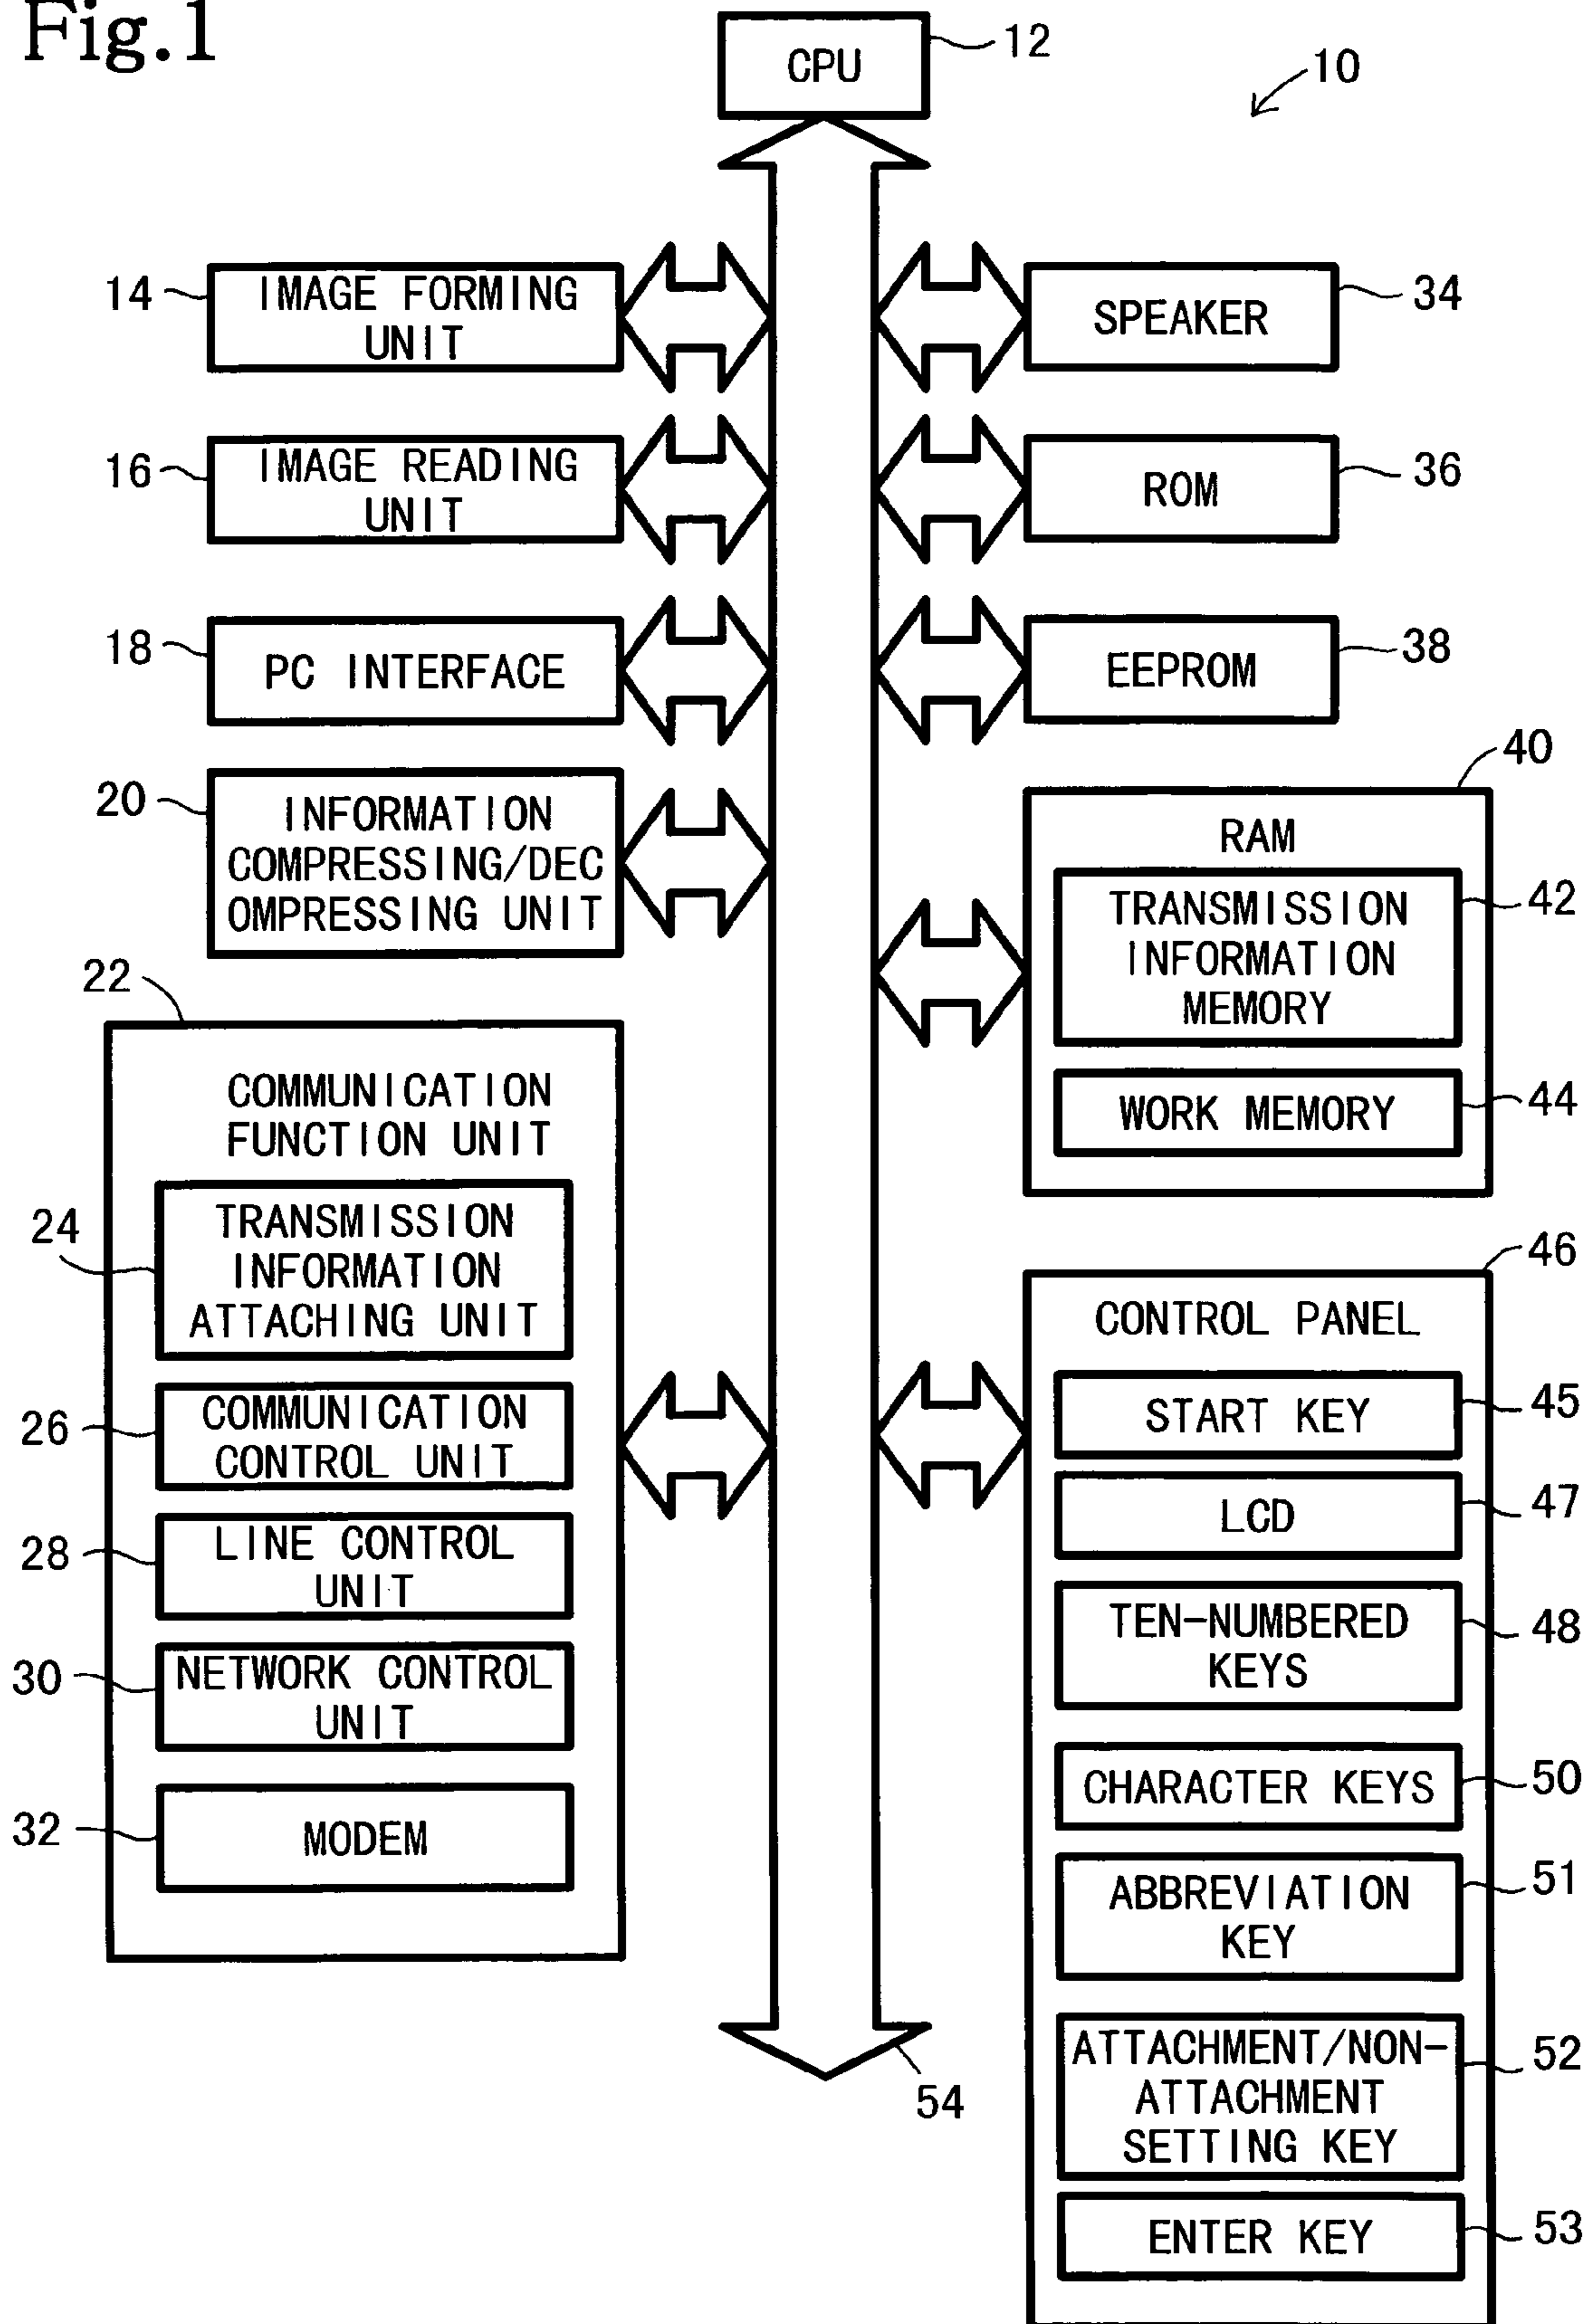 Fig.1
CPU
12
10
14
IMAGE FORMING
UNIT
16
IMAGE READING
UNIT
18
PC INTERFACE
20
INFORMATION
COMPRESSING/DEC
OMPRESSING UNIT
22
COMMUNICATION
FUNCTION UNIT
24
TRANSMISSION
INFORMATION
ATTACHING UNIT
26
COMMUNICATION
CONTROL UNIT
28
LINE CONTROL
UNIT
30
NETWORK CONTROL
UNIT
32
MODEM
SPEAKER
34
ROM
36
EEPROM
38
40
RAM
TRANSMISSION
INFORMATION
MEMORY
42
WORK MEMORY
44
46
CONTROL PANEL
START KEY
45
LCD
47
TEN-NUMBERED
KEYS
48
CHARACTER KEYS
50
ABBREVIATION
KEY
51
ATTACHMENT/NON-
ATTACHMENT
SETTING KEY
52
ENTER KEY
53
54